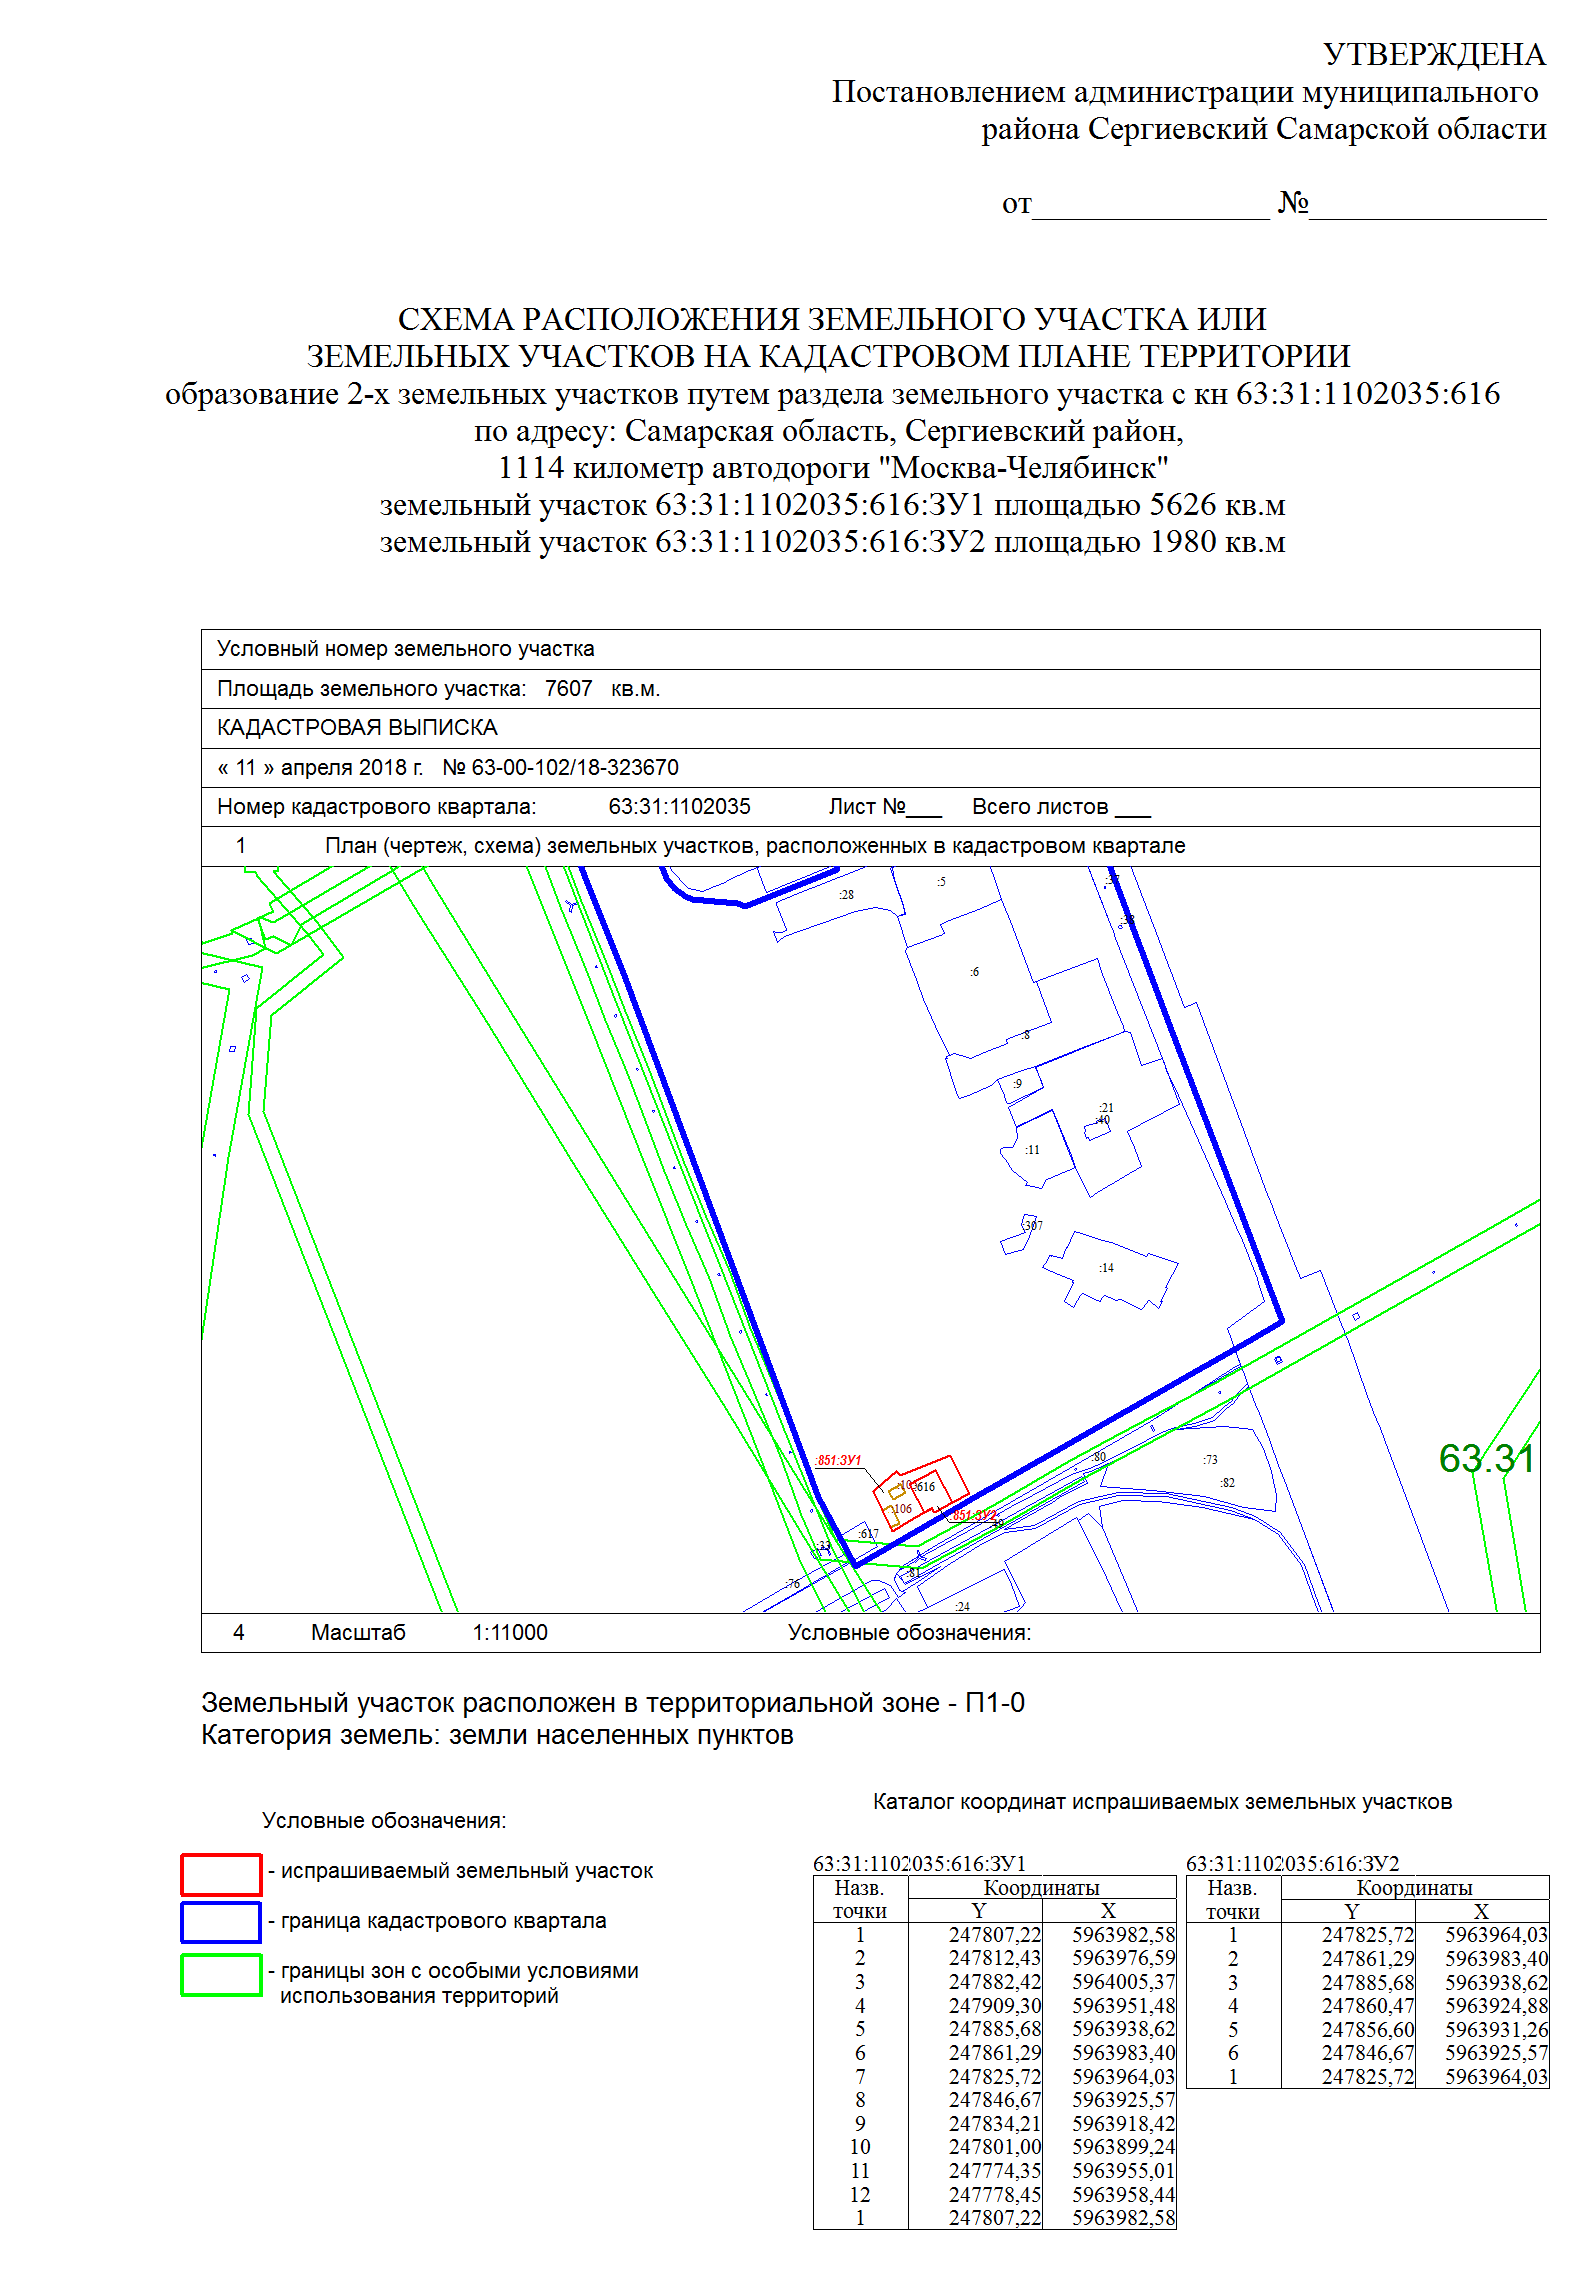 УТВЕРЖДЕНА
Постановлением администрации муниципального
района Сергиевский Самарской области
от_______________ №_______________
СХЕМА РАСПОЛОЖЕНИЯ ЗЕМЕЛЬНОГО УЧАСТКА ИЛИ
ЗЕМЕЛЬНЫХ УЧАСТКОВ НА КАДАСТРОВОМ ПЛАНЕ ТЕРРИТОРИИ
образование 2-х земельных участков путем раздела земельного участка с кн 63:31:1102035:616
по адресу: Самарская область, Сергиевский район,
1114 километр автодороги "Москва-Челябинск"
земельный участок 63:31:1102035:616:ЗУ1 площадью 5626 кв.м
земельный участок 63:31:1102035:616:ЗУ2 площадью 1980 кв.м
Условный номер земельного участка
Площадь земельного участка: 7607 кв.м.
КАДАСТРОВАЯ ВЫПИСКА
« 11 » апреля 2018 г. № 63-00-102/18-323670
Номер кадастрового квартала: 63:31:1102035 Лист №___ Всего листов ___
1 План (чертеж, схема) земельных участков, расположенных в кадастровом квартале
:5
:37
:28
:38
:6
:8
:9
:21
:40
:11
:307
:14
63.31
:851:ЗУ1
:80
:73
:82
:616
:106
:851:ЗУ2
:49
:617
:33
:81
:76
:24
4 Масштаб 1:11000 Условные обозначения:
Земельный участок расположен в территориальной зоне - П1-0
Категория земель: земли населенных пунктов
Условные обозначения:
- испрашиваемый земельный участок
- граница кадастрового квартала
- границы зон с особыми условиями
использования территорий
Каталог координат испрашиваемых земельных участков
63:31:1102035:616:ЗУ1
Назв. точки Координаты
Y X
1 247807,22 5963982,58
2 247812,43 5963976,59
3 247882,42 5964005,37
4 247909,30 5963951,48
5 247885,68 5963938,62
6 247861,29 5963983,40
7 247825,72 5963964,03
8 247846,67 5963925,57
9 247834,21 5963918,42
10 247801,00 5963899,24
11 247774,35 5963955,01
12 247778,45 5963958,44
1 247807,22 5963982,58
63:31:1102035:616:ЗУ2
Назв. точки Координаты
Y X
1 247825,72 5963964,03
2 247861,29 5963983,40
3 247885,68 5963938,62
4 247860,47 5963924,88
5 247856,60 5963931,26
6 247846,67 5963925,57
1 247825,72 5963964,03